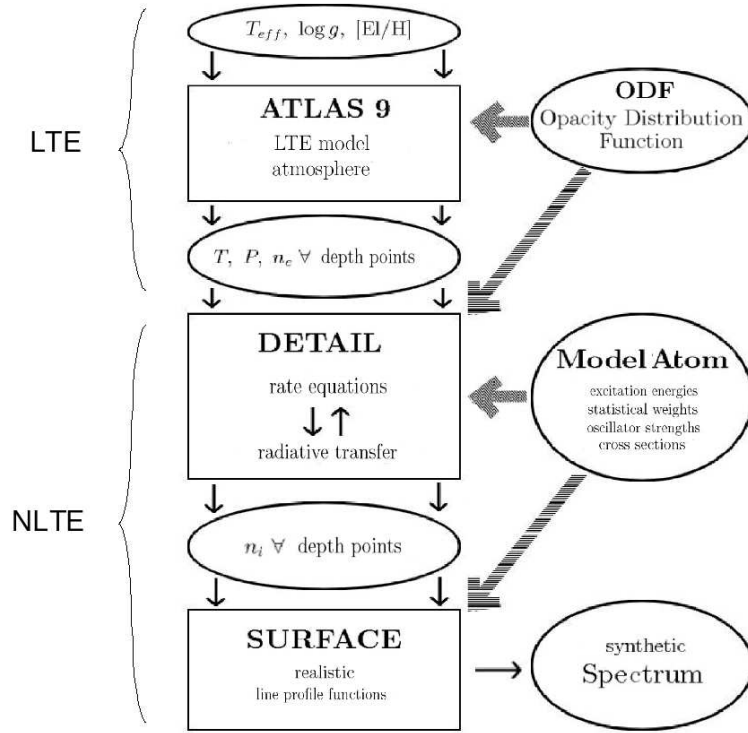 T_eff, log g, [El/H]
ATLAS 9
LTE model
atmosphere
ODF
Opacity Distribution
Function
LTE
T, P, n_e ∀ depth points
DETAIL
rate equations
↓↑
radiative transfer
Model Atom
excitation energies
statistical weights
oscillator strengths
cross sections
NLTE
n_i ∀ depth points
SURFACE
realistic
line profile functions
synthetic
Spectrum